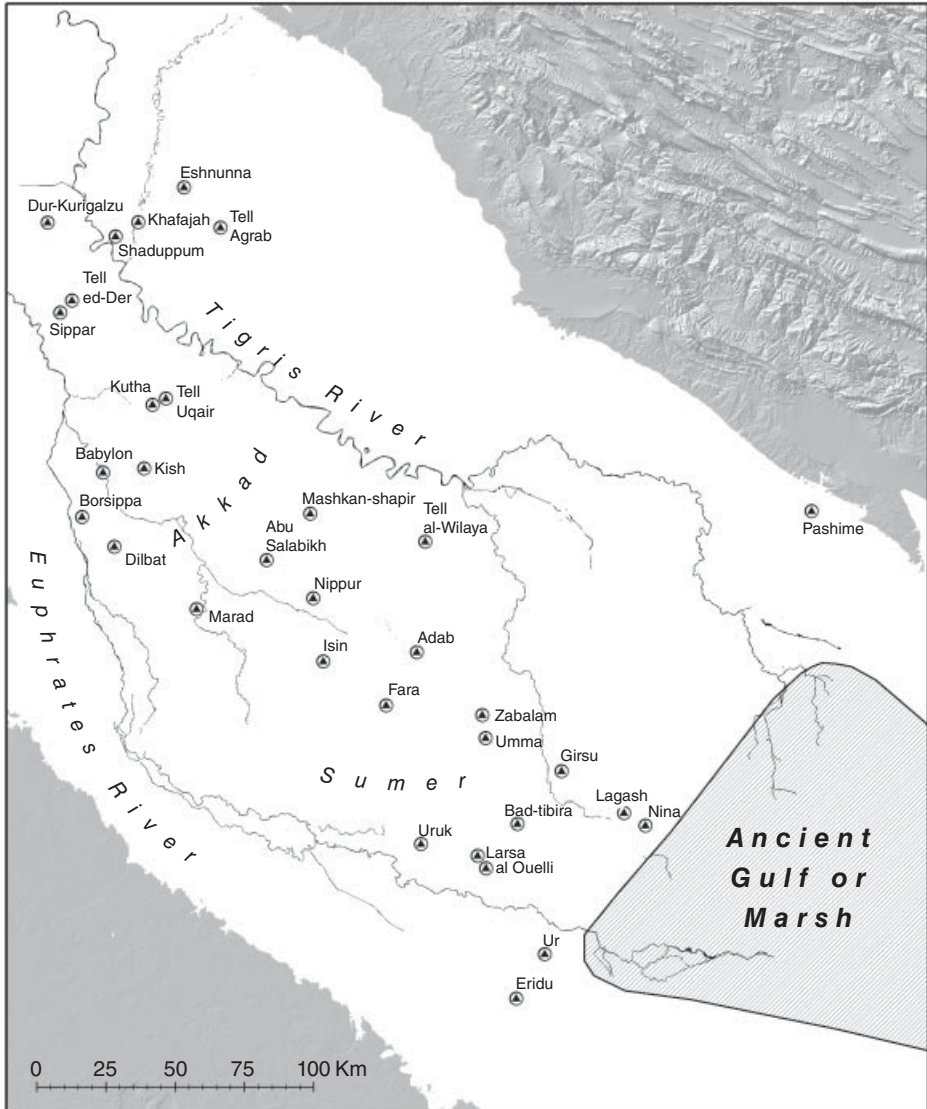 Eshnunna
Dur-Kurigalzu
Khafajah
Tell
Agrab
Shaduppum
Tell
ed-Der
Sippar
Tigris River
Kutha
Tell
Uqair
Babylon
Kish
Akkad
Borsippa
Mashkan-shapir
Tell
al-Wilaya
Pashime
Abu
Salabikh
Dilbat
Nippur
Marad
Euphrates River
Isin
Adab
Fara
Zabalam
Umma
Sumer
Girsu
Lagash
Nina
Bad-tibira
Uruk
Larsa
al Ouelli
Ancient
Gulf or
Marsh
Ur
Eridu
0 25 50 75 100 Km